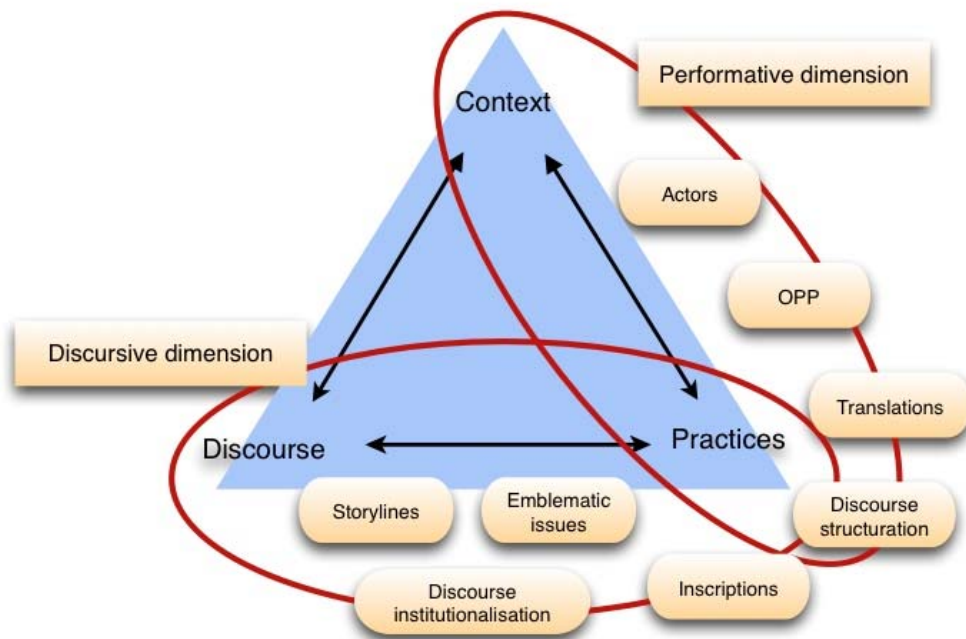 Performative dimension
Context
Actors
OPP
Discursive dimension
Translations
Discourse
Practices
Storylines
Emblematic
issues
Discourse
structuration
Discourse
institutionalisation
Inscriptions